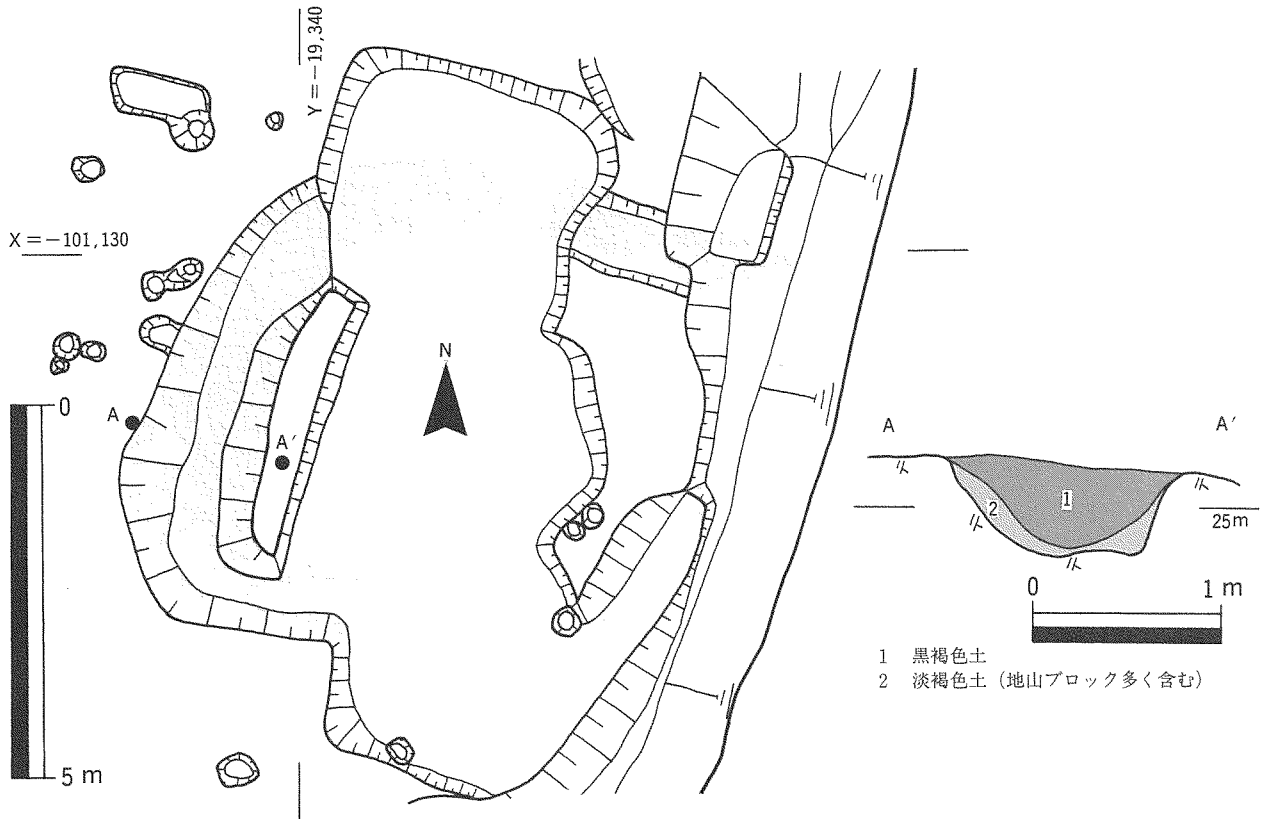 Y=-19,340
X=-101,130
N
A
A′
0
5 m
A
A′
1
2
25m
0
1 m
1 黒褐色土
2 淡褐色土（地山ブロック多く含む）